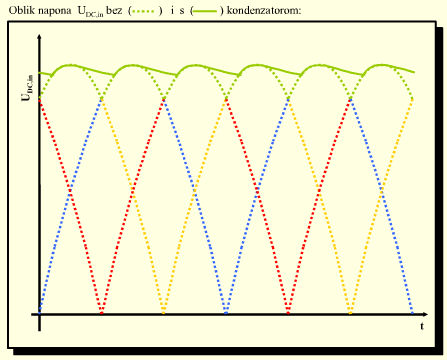 Oblik napona U_DC,in bez (······) i s (——) kondenzatorom:
U_DC,in
t